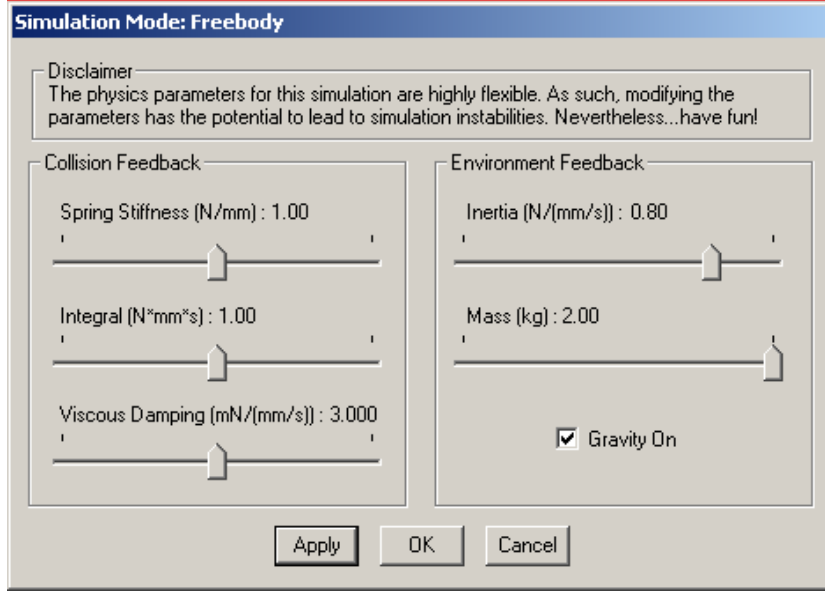 Simulation Mode: Freebody
Disclaimer
The physics parameters for this simulation are highly flexible. As such, modifying the
parameters has the potential to lead to simulation instabilities. Nevertheless...have fun!
Collision Feedback
Spring Stiffness (N/mm) : 1.00
Integral (N*mm*s) : 1.00
Viscous Damping (mN/(mm/s)) : 3.000
Environment Feedback
Inertia (N/(mm/s)) : 0.80
Mass (kg) : 2.00
Gravity On
Apply
OK
Cancel